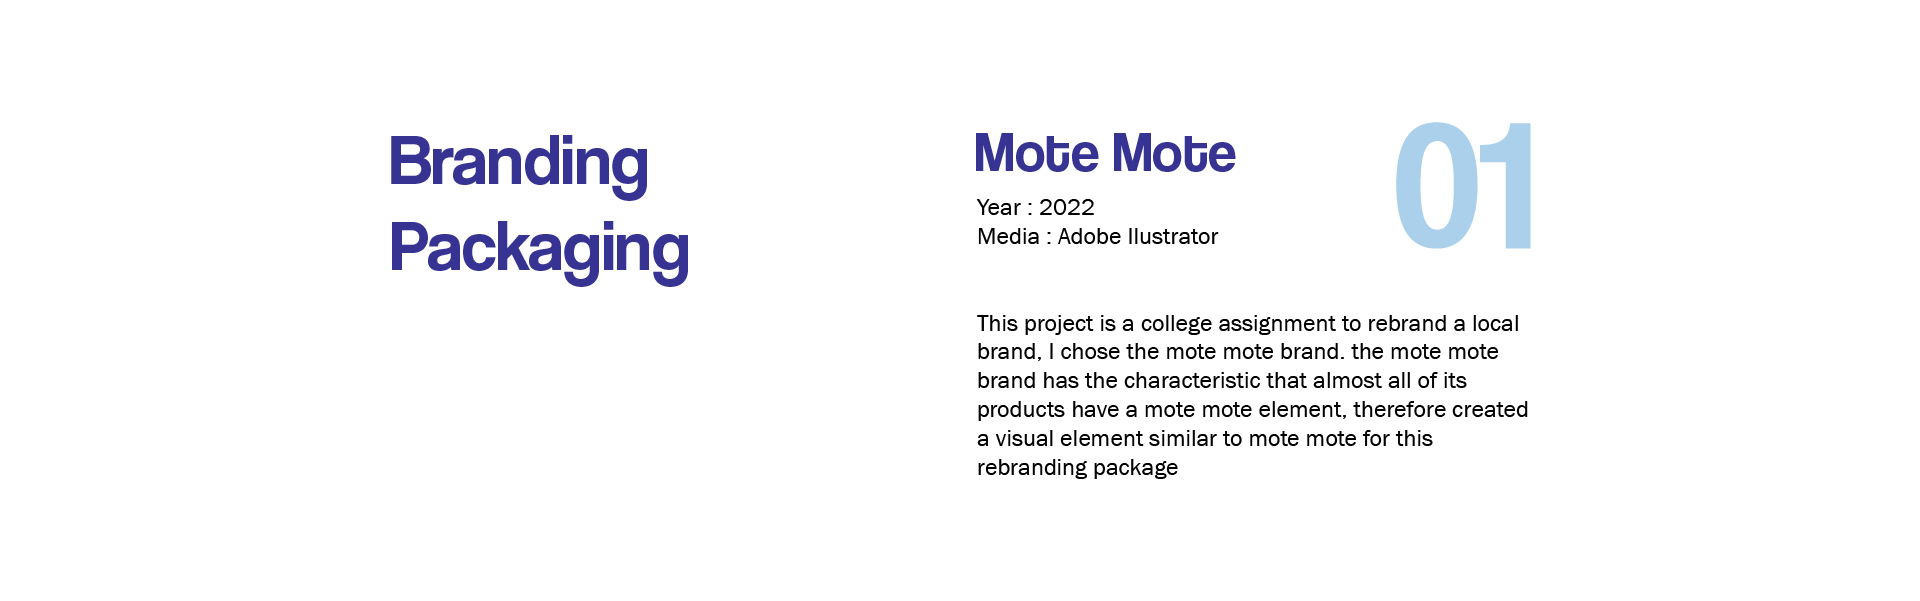 Branding
Packaging
Mote Mote
01
Year : 2022
Media : Adobe Ilustrator
This project is a college assignment to rebrand a local
brand, I chose the mote mote brand. the mote mote
brand has the characteristic that almost all of its
products have a mote mote element, therefore created
a visual element similar to mote mote for this
rebranding package